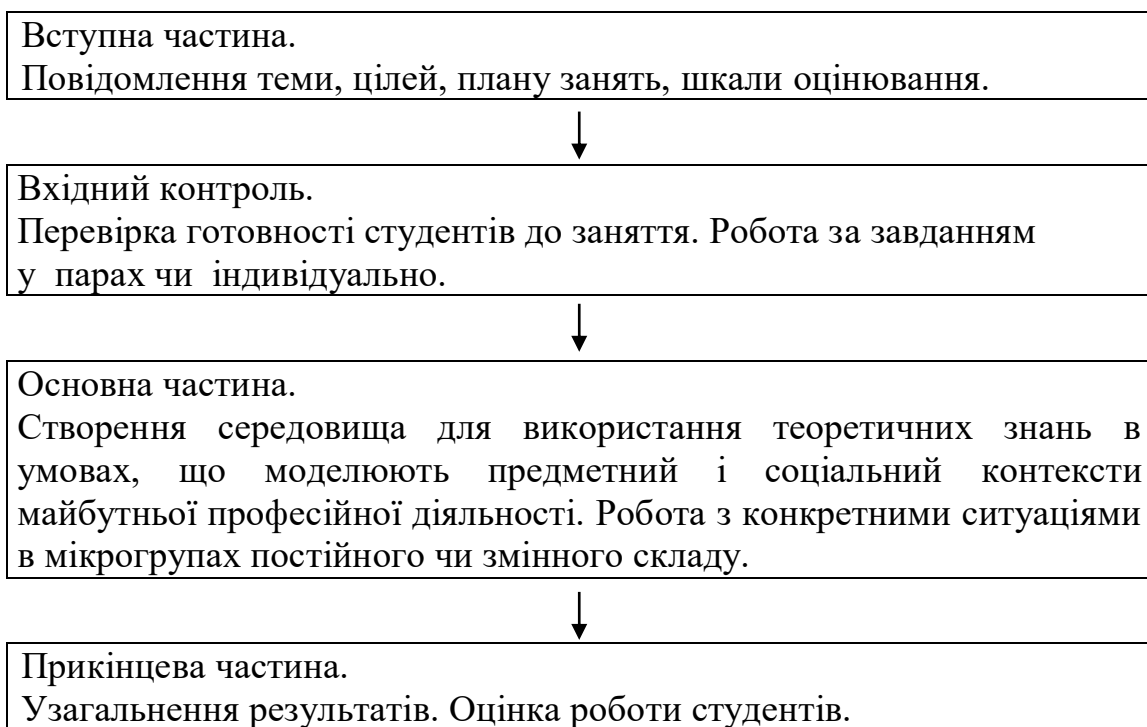 Вступна частина.
Повідомлення теми, цілей, плану занять, шкали оцінювання.
Вхідний контроль.
Перевірка готовності студентів до заняття. Робота за завданням
у парах чи індивідуально.
Основна частина.
Створення середовища для використання теоретичних знань в
умовах, що моделюють предметний і соціальний контексти
майбутньої професійної діяльності. Робота з конкретними ситуаціями
в мікрогрупах постійного чи змінного складу.
Прикінцева частина.
Узагальнення результатів. Оцінка роботи студентів.